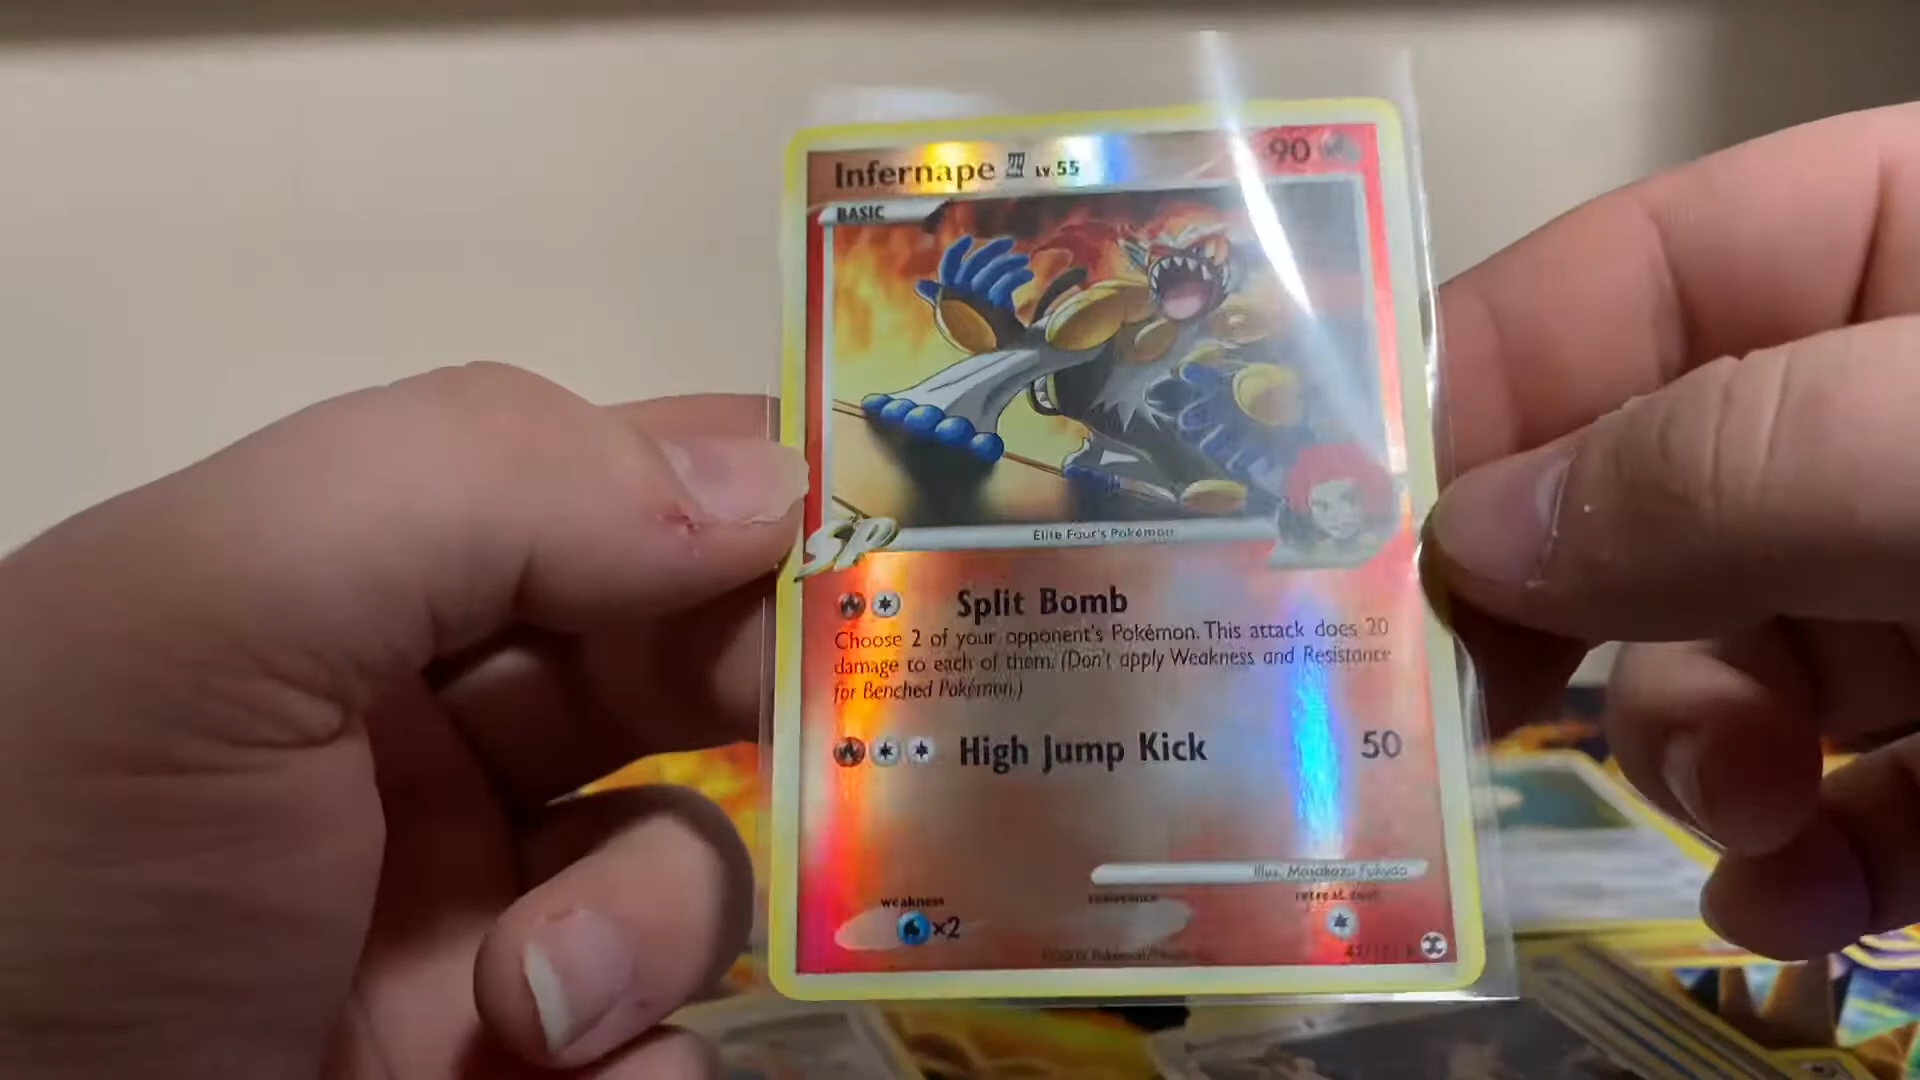 Infernape LV.55 90
BASIC
SP
Elite Four's Pokémon
Split Bomb
Choose 2 of your opponent's Pokémon. This attack does 20
damage to each of them. (Don't apply Weakness and Resistance
for Benched Pokémon.)
High Jump Kick 50
Illus. Masakazu Fukuda
weakness resistance retreat cost
×2